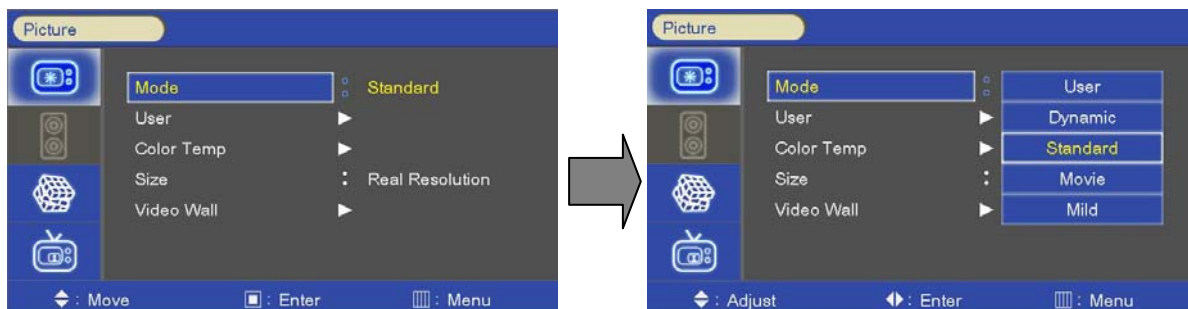 Picture
Mode : Standard
User
Color Temp
Size : Real Resolution
Video Wall
: Move : Enter : Menu
Picture
Mode : User
User Dynamic
Color Temp Standard
Size : Movie
Video Wall Mild
: Adjust : Enter : Menu